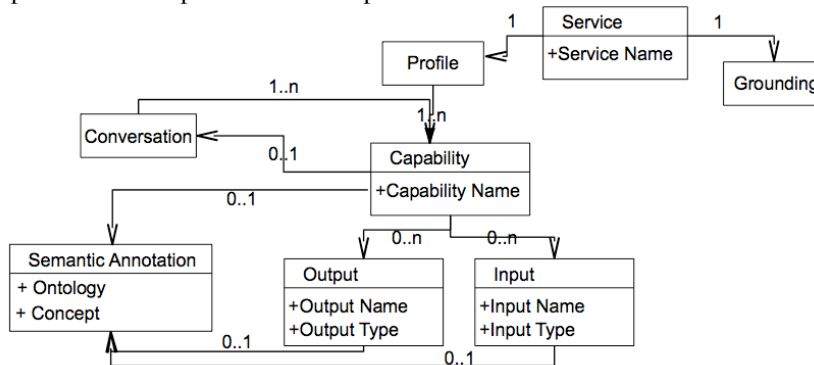 1
Service
1
+Service Name
Profile
Grounding
1..n
1..n
Conversation
0..1
Capability
+Capability Name
0..1
0..n
0..n
Semantic Annotation
+ Ontology
+ Concept
Output
+Output Name
+Output Type
Input
+Input Name
+Input Type
0..1
0..1